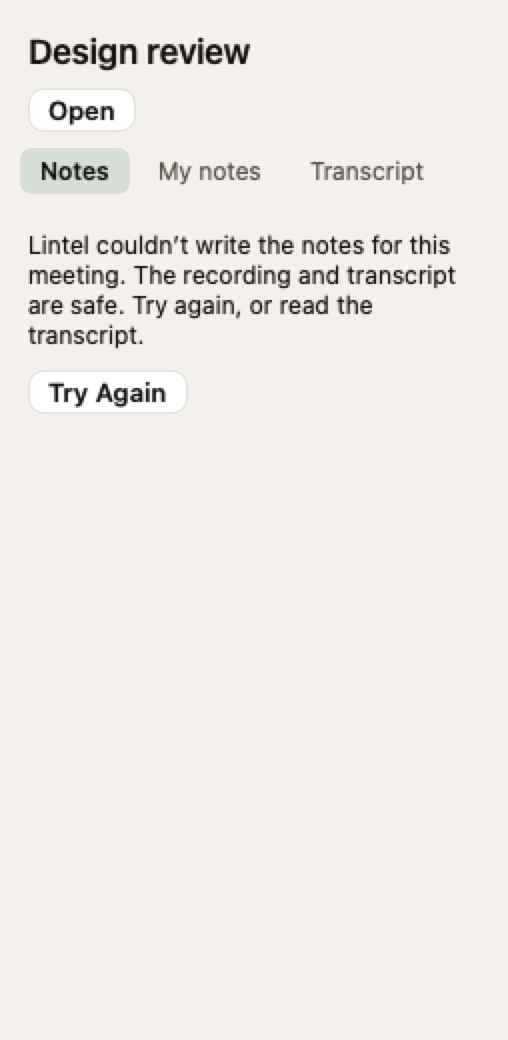 Design review
Open
Notes
My notes
Transcript
Lintel couldn’t write the notes for this
meeting. The recording and transcript
are safe. Try again, or read the
transcript.
Try Again